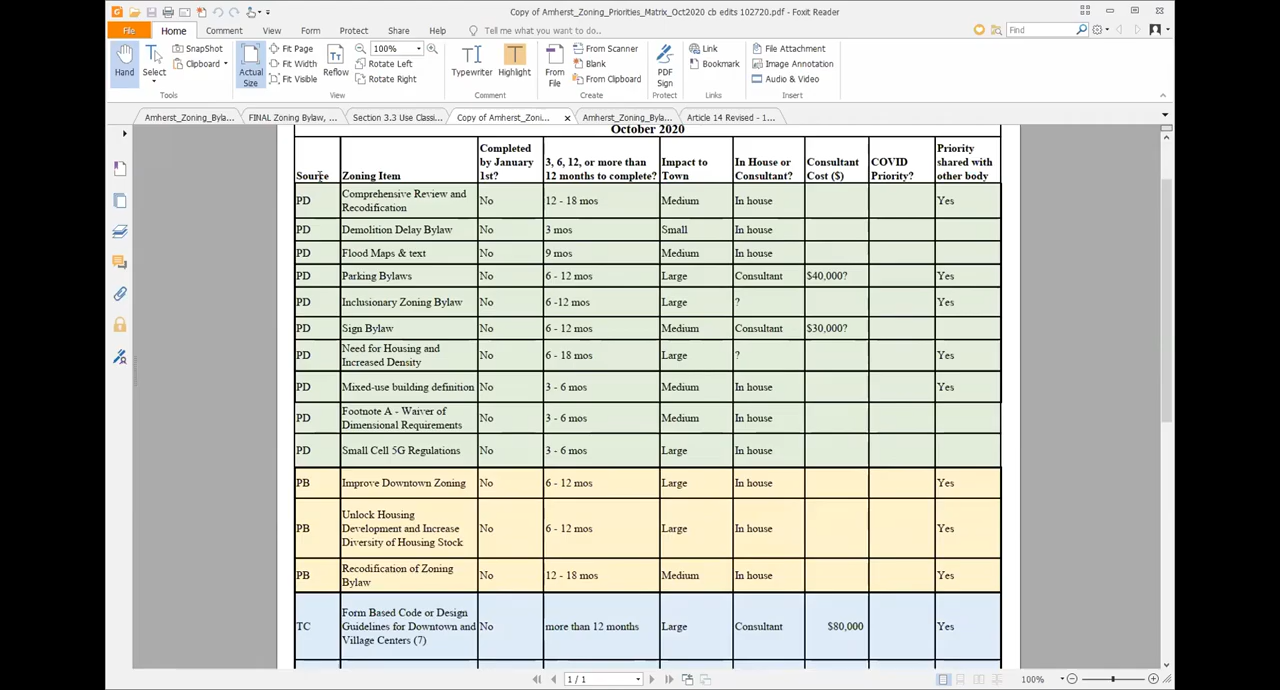 Copy of Amherst_Zoning_Priorities_Matrix_Oct2020 cb edits 102720.pdf - Foxit Reader
File Home Comment View Form Protect Share Help Tell me what you want to do... Find
Hand
Select
SnapShot
Clipboard
Tools
Actual
Size
Fit Page
Fit Width
Fit Visible
Reflow
100%
Rotate Left
Rotate Right
View
Typewriter
Highlight
Comment
From
File
From Scanner
Blank
From Clipboard
Create
PDF
Sign
Protect
Link
Bookmark
Links
File Attachment
Image Annotation
Audio & Video
Insert
Amherst_Zoning_Byla... FINAL Zoning Bylaw, ... Section 3.3 Use Classi... Copy of Amherst_Zoni... Amherst_Zoning_Byla... Article 14 Revised - 1...
October 2020
Source
Zoning Item
Completed
by January
1st?
3, 6, 12, or more than
12 months to complete?
Impact to
Town
In House or
Consultant?
Consultant
Cost ($)
COVID
Priority?
Priority
shared with
other body
PD
Comprehensive Review and
Recodification
No
12 - 18 mos
Medium
In house
Yes
PD Demolition Delay Bylaw No 3 mos Small In house
PD Flood Maps & text No 9 mos Medium In house
PD Parking Bylaws No 6 - 12 mos Large Consultant $40,000? Yes
PD Inclusionary Zoning Bylaw No 6 -12 mos Large ? Yes
PD Sign Bylaw No 6 - 12 mos Medium Consultant $30,000?
PD
Need for Housing and
Increased Density
No
6 - 18 mos
Large
?
Yes
PD Mixed-use building definition No 3 - 6 mos Medium In house Yes
PD
Footnote A - Waiver of
Dimensional Requirements
No
3 - 6 mos
Medium
In house
PD Small Cell 5G Regulations No 3 - 6 mos Large In house
PB Improve Downtown Zoning No 6 - 12 mos Large In house Yes
PB
Unlock Housing
Development and Increase
Diversity of Housing Stock
No
6 - 12 mos
Large
In house
Yes
PB
Recodification of Zoning
Bylaw
No
12 - 18 mos
Medium
In house
Yes
TC
Form Based Code or Design
Guidelines for Downtown and
Village Centers (7)
No
more than 12 months
Large
Consultant
$80,000
Yes
1 / 1 100%